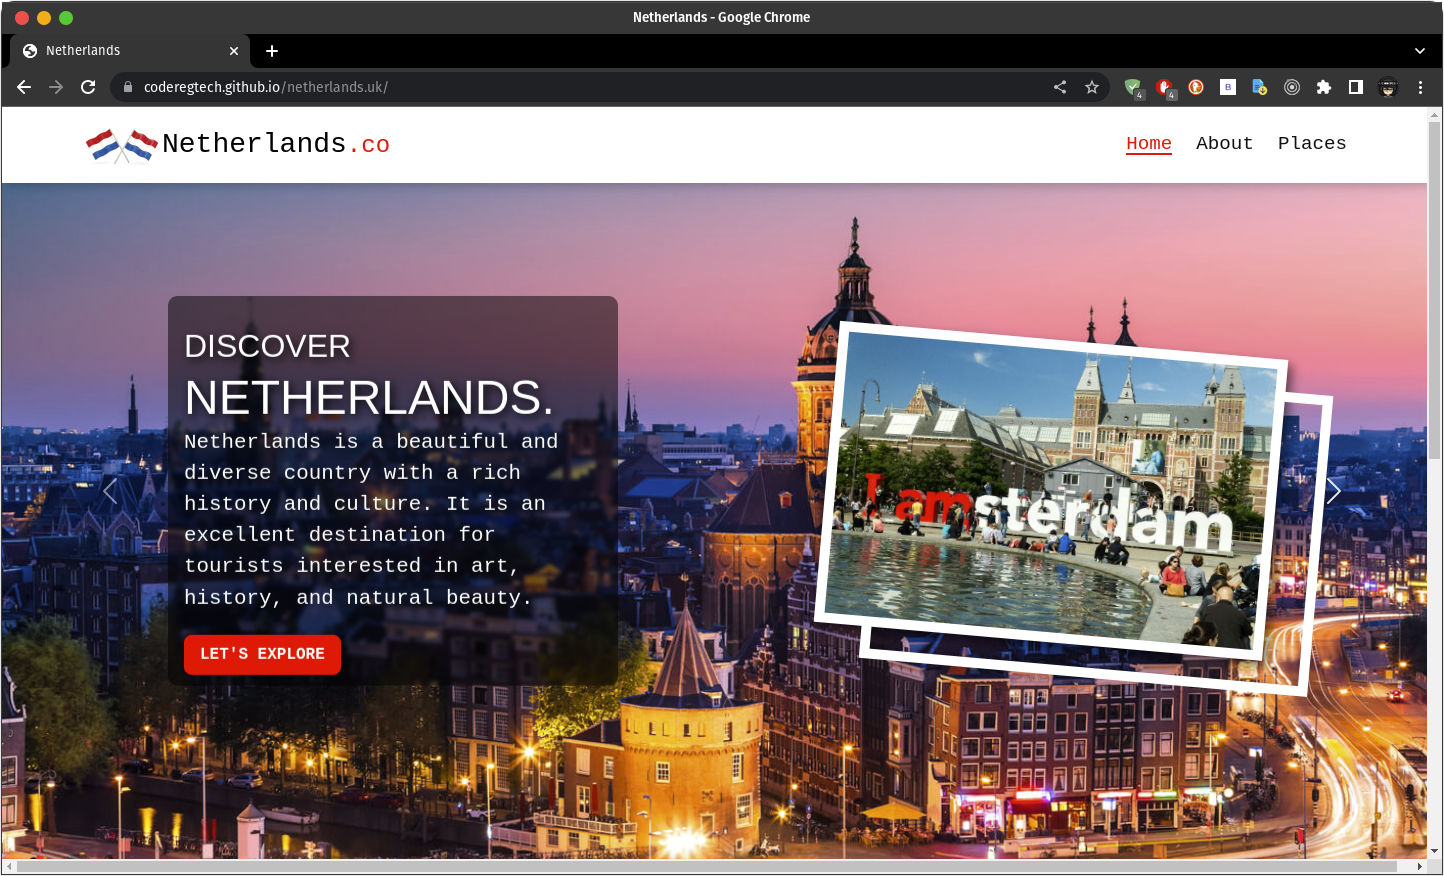 Netherlands - Google Chrome
Netherlands
coderegtech.github.io/netherlands.uk/
4
4
B
Netherlands.co
Home About Places
DISCOVER
NETHERLANDS.
Netherlands is a beautiful and
diverse country with a rich
history and culture. It is an
excellent destination for
tourists interested in art,
history, and natural beauty.
LET'S EXPLORE
I amsterdam